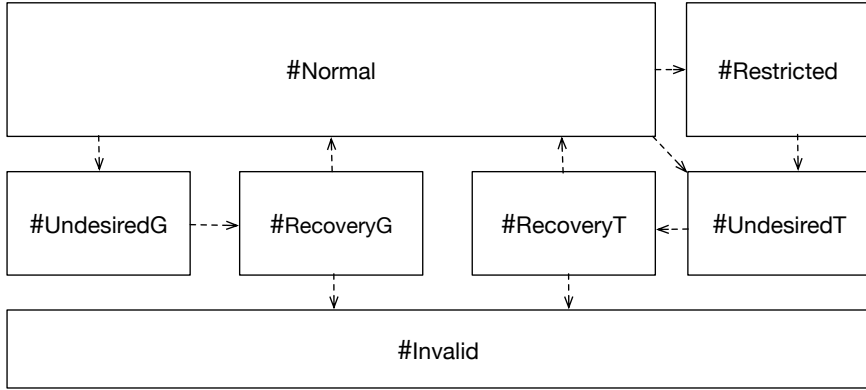 #Normal
#Restricted
#UndesiredG
#RecoveryG
#RecoveryT
#UndesiredT
#Invalid